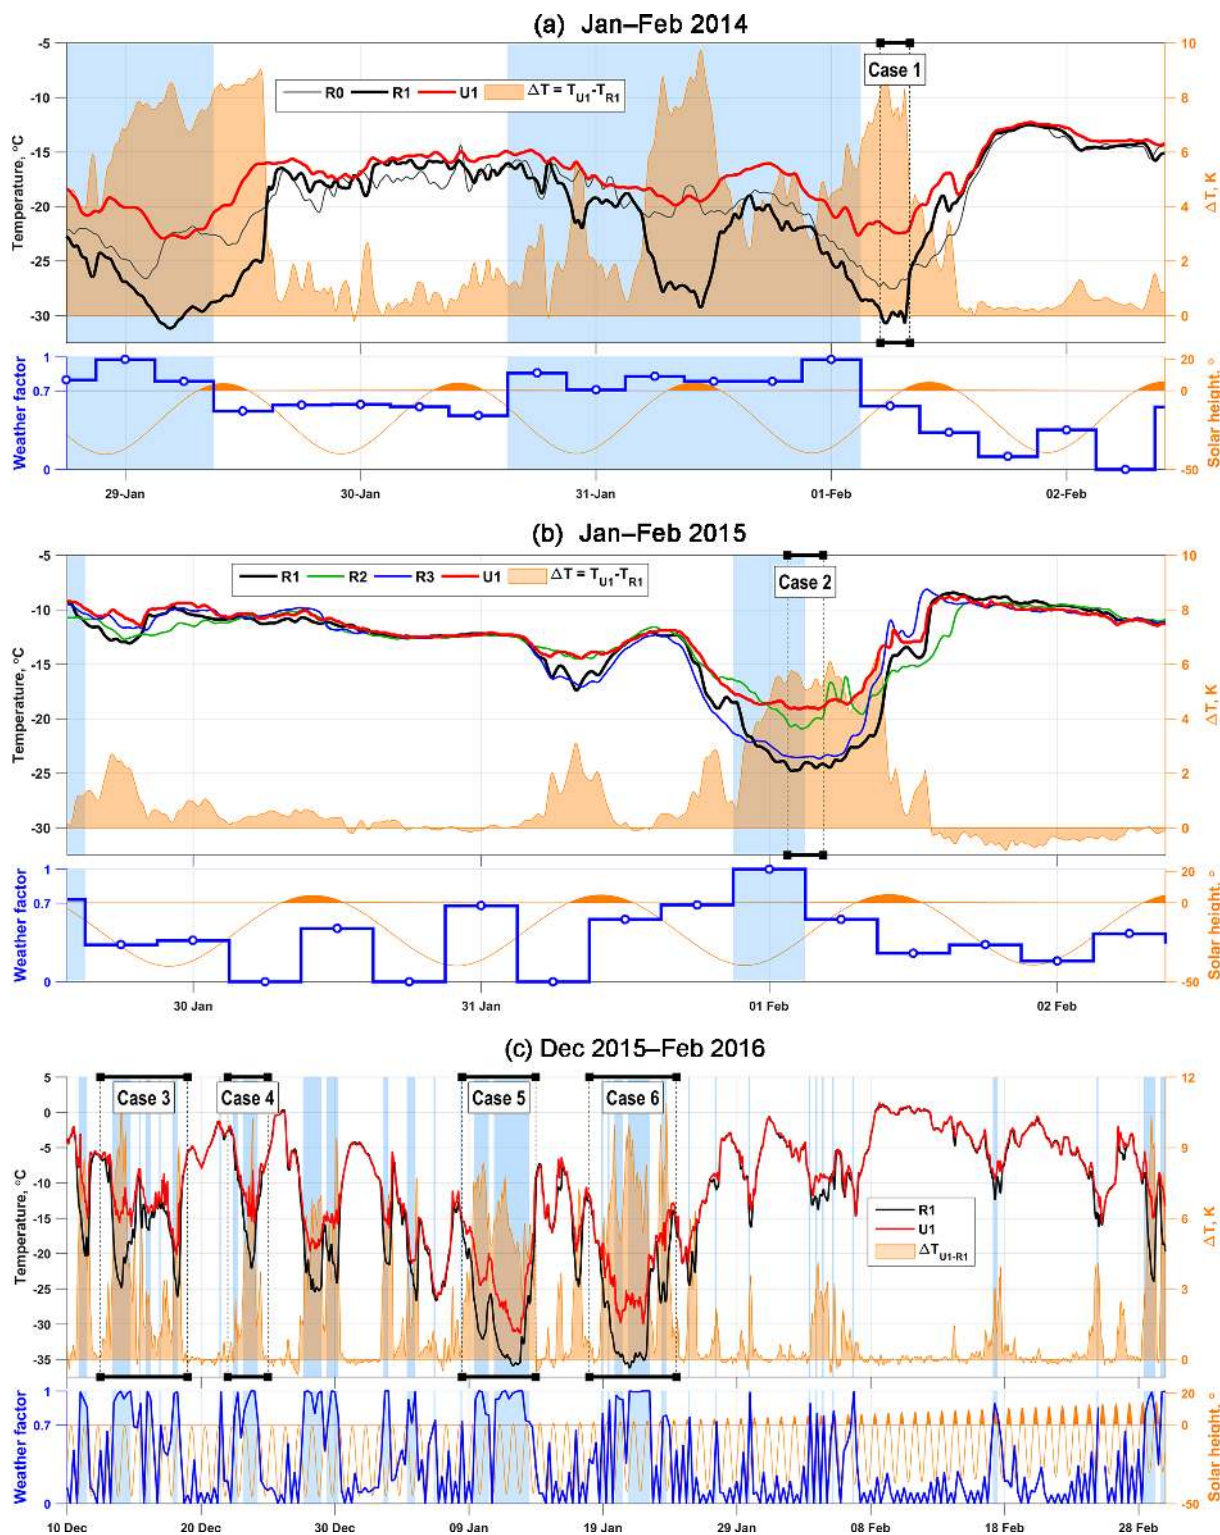 (a) Jan–Feb 2014
-5
-10
-15
-20
-25
-30
Temperature, °C
R0 R1 U1 ΔT = T_U1-T_R1
Case 1
10
8
6
4
2
0
ΔT, K
1
0.7
0
Weather factor
20
0
-50
Solar height, °
29-Jan 30-Jan 31-Jan 01-Feb 02-Feb
(b) Jan–Feb 2015
-5
-10
-15
-20
-25
-30
Temperature, °C
R1 R2 R3 U1 ΔT = T_U1-T_R1
Case 2
10
8
6
4
2
0
ΔT, K
1
0.7
0
Weather factor
20
0
-50
Solar height, °
30 Jan 31 Jan 01 Feb 02 Feb
(c) Dec 2015–Feb 2016
5
0
-5
-10
-15
-20
-25
-30
-35
Temperature, °C
Case 3 Case 4 Case 5 Case 6
R1
U1
ΔT_U1-R1
12
9
6
3
0
ΔT, K
1
0.7
0
Weather factor
20
0
-50
Solar height, °
10 Dec 20 Dec 30 Dec 09 Jan 19 Jan 29 Jan 08 Feb 18 Feb 28 Feb